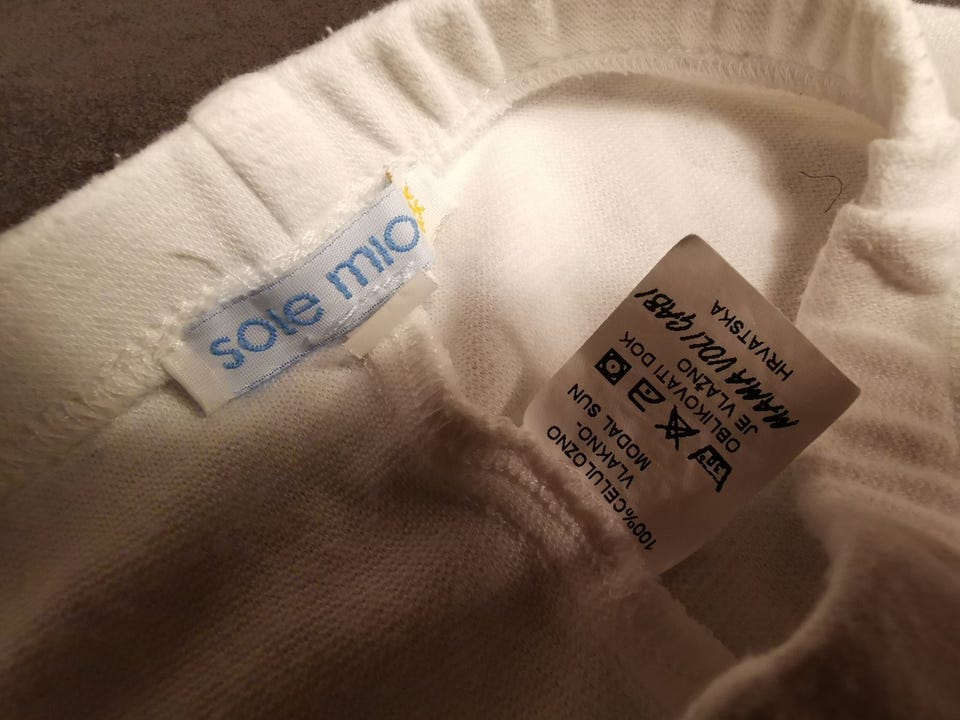 sole mio
100%CELULOZNO
VLAKNO-
MODAL SUN
OBLIKOVATI DOK
JE VLAŽNO
MAMA VOLI GABI
HRVATSKA